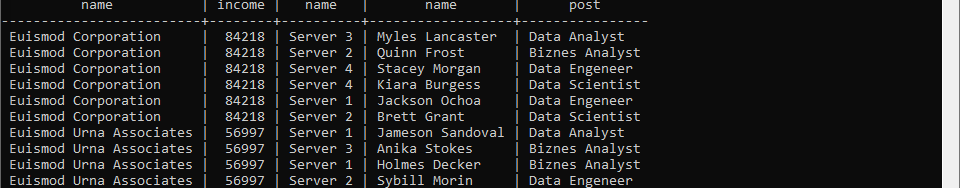 name | income | name | name | post
-------------------------+--------+----------+------------------+----------------
Euismod Corporation | 84218 | Server 3 | Myles Lancaster | Data Analyst
Euismod Corporation | 84218 | Server 2 | Quinn Frost | Biznes Analyst
Euismod Corporation | 84218 | Server 4 | Stacey Morgan | Data Engeneer
Euismod Corporation | 84218 | Server 4 | Kiara Burgess | Data Scientist
Euismod Corporation | 84218 | Server 1 | Jackson Ochoa | Data Engeneer
Euismod Corporation | 84218 | Server 2 | Brett Grant | Data Scientist
Euismod Urna Associates | 56997 | Server 1 | Jameson Sandoval | Data Analyst
Euismod Urna Associates | 56997 | Server 3 | Anika Stokes | Biznes Analyst
Euismod Urna Associates | 56997 | Server 1 | Holmes Decker | Biznes Analyst
Euismod Urna Associates | 56997 | Server 2 | Sybill Morin | Data Engeneer